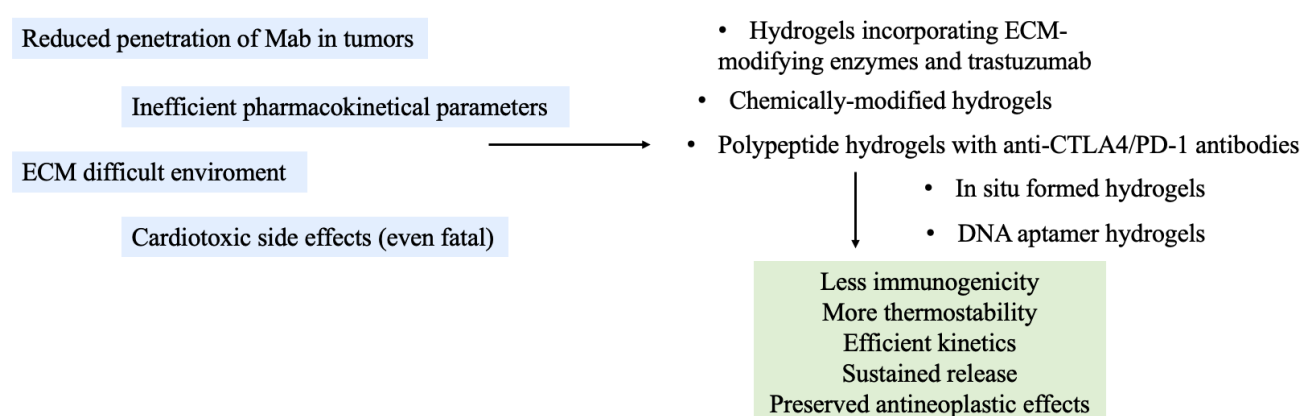 Reduced penetration of Mab in tumors
Inefficient pharmacokinetical parameters
ECM difficult enviroment
Cardiotoxic side effects (even fatal)
• Hydrogels incorporating ECM-
modifying enzymes and trastuzumab
• Chemically-modified hydrogels
• Polypeptide hydrogels with anti-CTLA4/PD-1 antibodies
• In situ formed hydrogels
• DNA aptamer hydrogels
Less immunogenicity
More thermostability
Efficient kinetics
Sustained release
Preserved antineoplastic effects